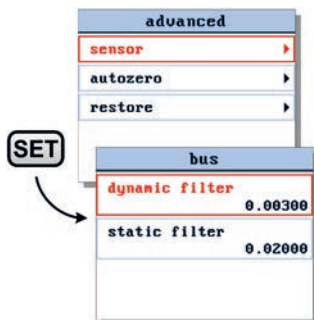 advanced
sensor
autozero
restore
SET
bus
dynamic filter
0.00300
static filter
0.02000